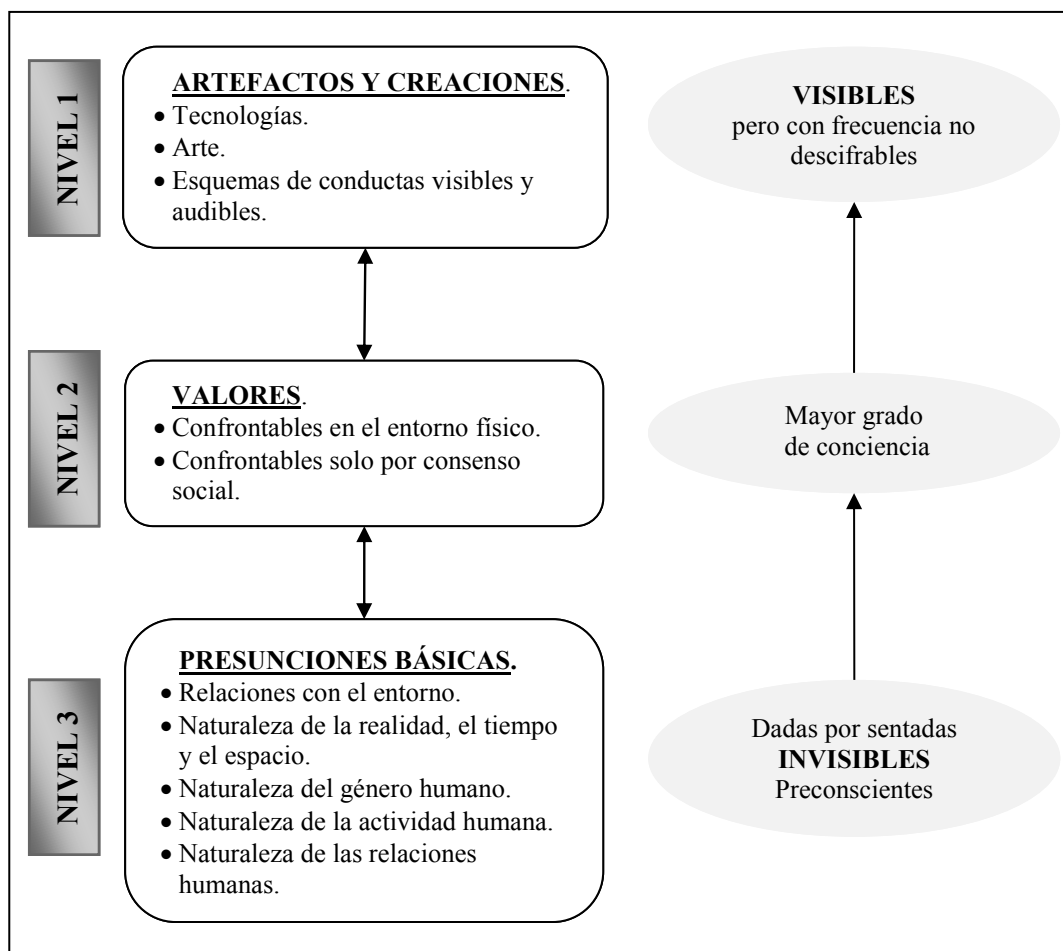 NIVEL 1
ARTEFACTOS Y CREACIONES.
• Tecnologías.
• Arte.
• Esquemas de conductas visibles y
audibles.
VISIBLES
pero con frecuencia no
descifrables
NIVEL 2
VALORES.
• Confrontables en el entorno físico.
• Confrontables solo por consenso
social.
Mayor grado
de conciencia
NIVEL 3
PRESUNCIONES BÁSICAS.
• Relaciones con el entorno.
• Naturaleza de la realidad, el tiempo
y el espacio.
• Naturaleza del género humano.
• Naturaleza de la actividad humana.
• Naturaleza de las relaciones
humanas.
Dadas por sentadas
INVISIBLES
Preconscientes